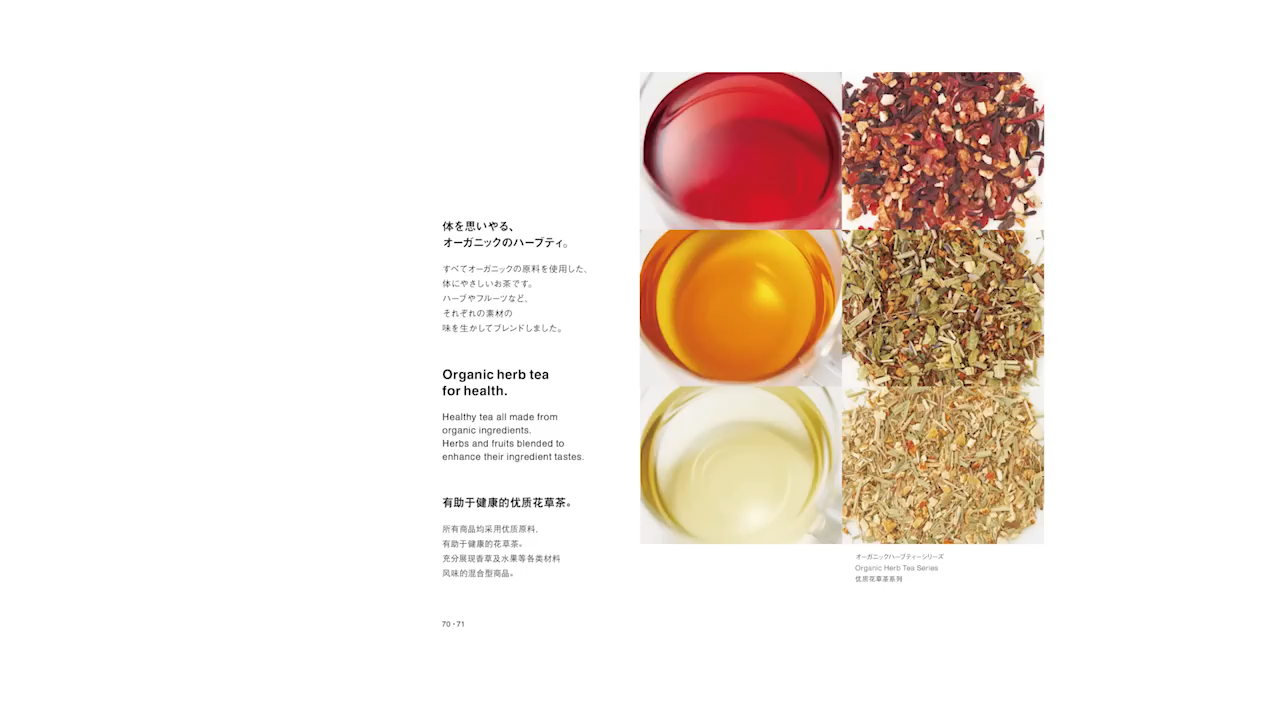 体を思いやる、
オーガニックのハーブティ。
すべてオーガニックの原料を使用した、
体にやさしいお茶です。
ハーブやフルーツなど、
それぞれの素材の
味を生かしてブレンドしました。
Organic herb tea
for health.
Healthy tea all made from
organic ingredients.
Herbs and fruits blended to
enhance their ingredient tastes.
有助于健康的优质花草茶。
所有商品均采用优质原料,
有助于健康的花草茶。
充分展现香草及水果等各类材料
风味的混合型商品。
70・71
オーガニックハーブティーシリーズ
Organic Herb Tea Series
优质花草茶系列